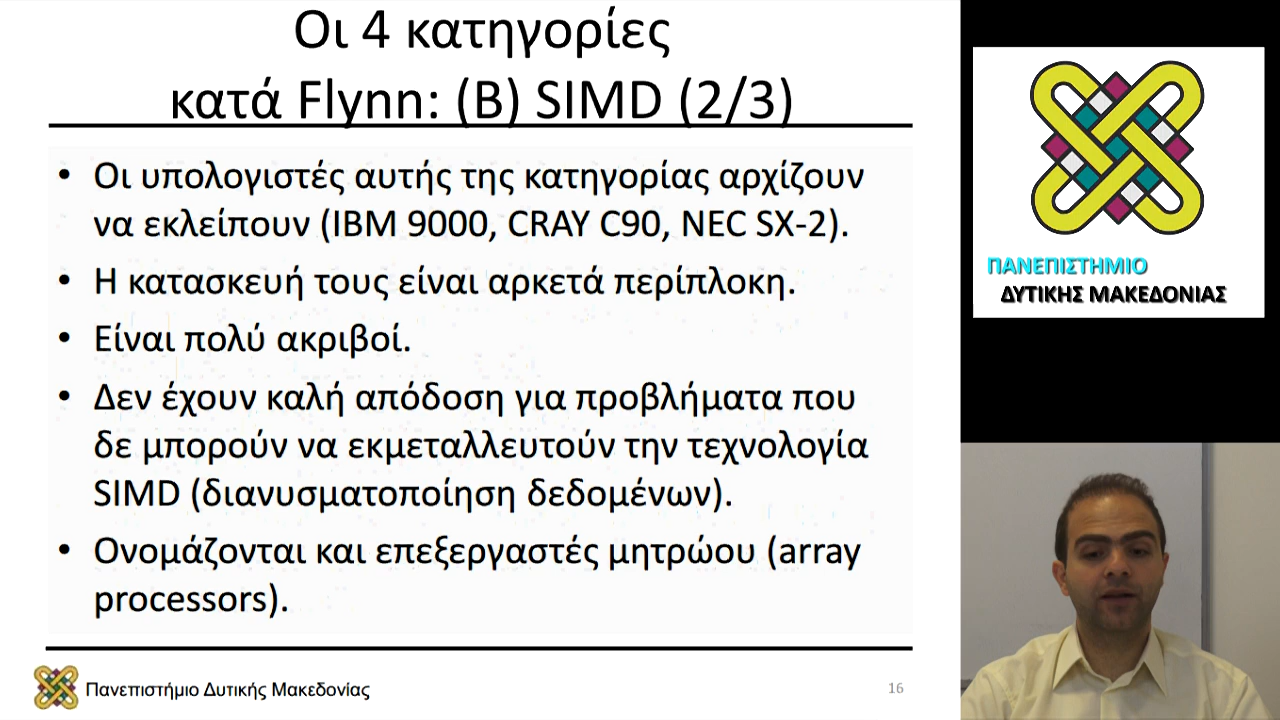 Οι 4 κατηγορίες
κατά Flynn: (B) SIMD (2/3)
• Οι υπολογιστές αυτής της κατηγορίας αρχίζουν
να εκλείπουν (IBM 9000, CRAY C90, NEC SX-2).
• Η κατασκευή τους είναι αρκετά περίπλοκη.
• Είναι πολύ ακριβοί.
• Δεν έχουν καλή απόδοση για προβλήματα που
δε μπορούν να εκμεταλλευτούν την τεχνολογία
SIMD (διανυσματοποίηση δεδομένων).
• Ονομάζονται και επεξεργαστές μητρώου (array
processors).
Πανεπιστήμιο Δυτικής Μακεδονίας
16
ΠΑΝΕΠΙΣΤΗΜΙΟ
ΔΥΤΙΚΗΣ ΜΑΚΕΔΟΝΙΑΣ